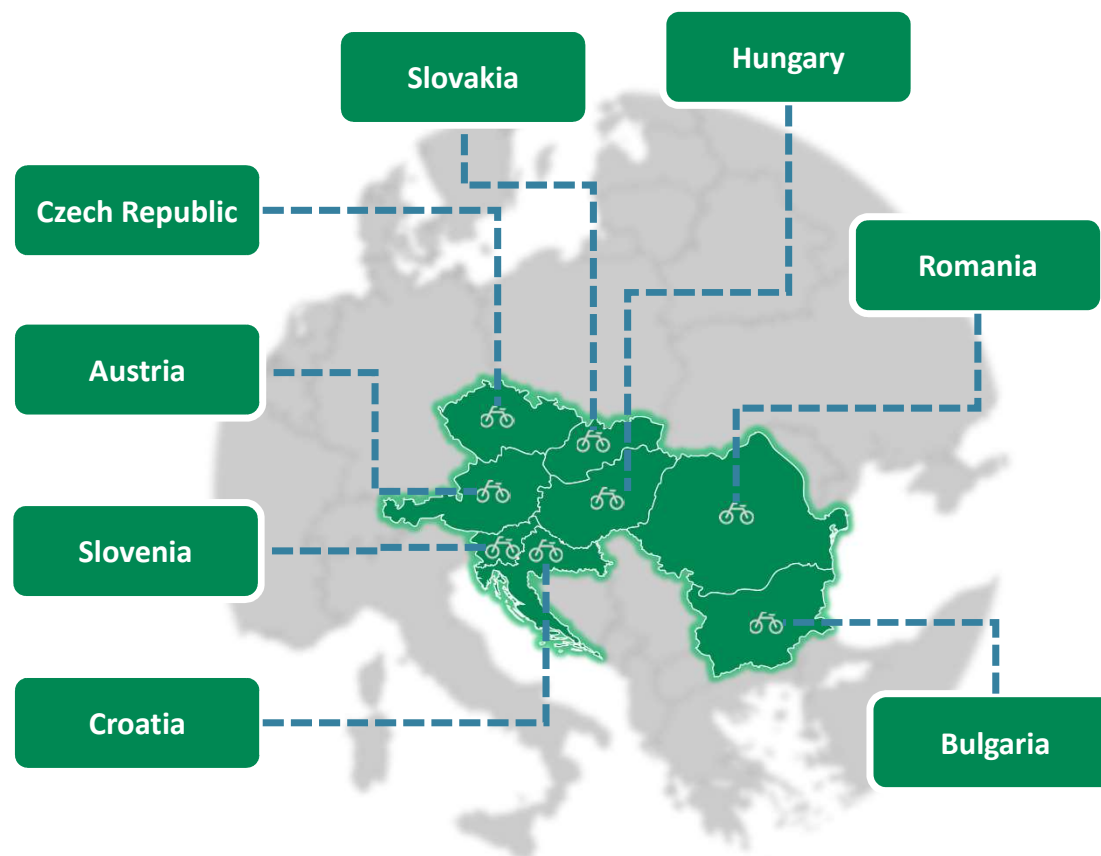 Hungary
Slovakia
Czech Republic
Romania
Austria
Slovenia
Croatia
Bulgaria